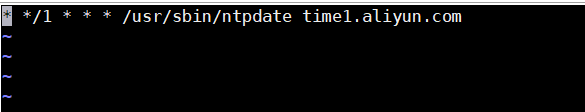 * */1 * * * /usr/sbin/ntpdate time1.aliyun.com
~
~
~
~